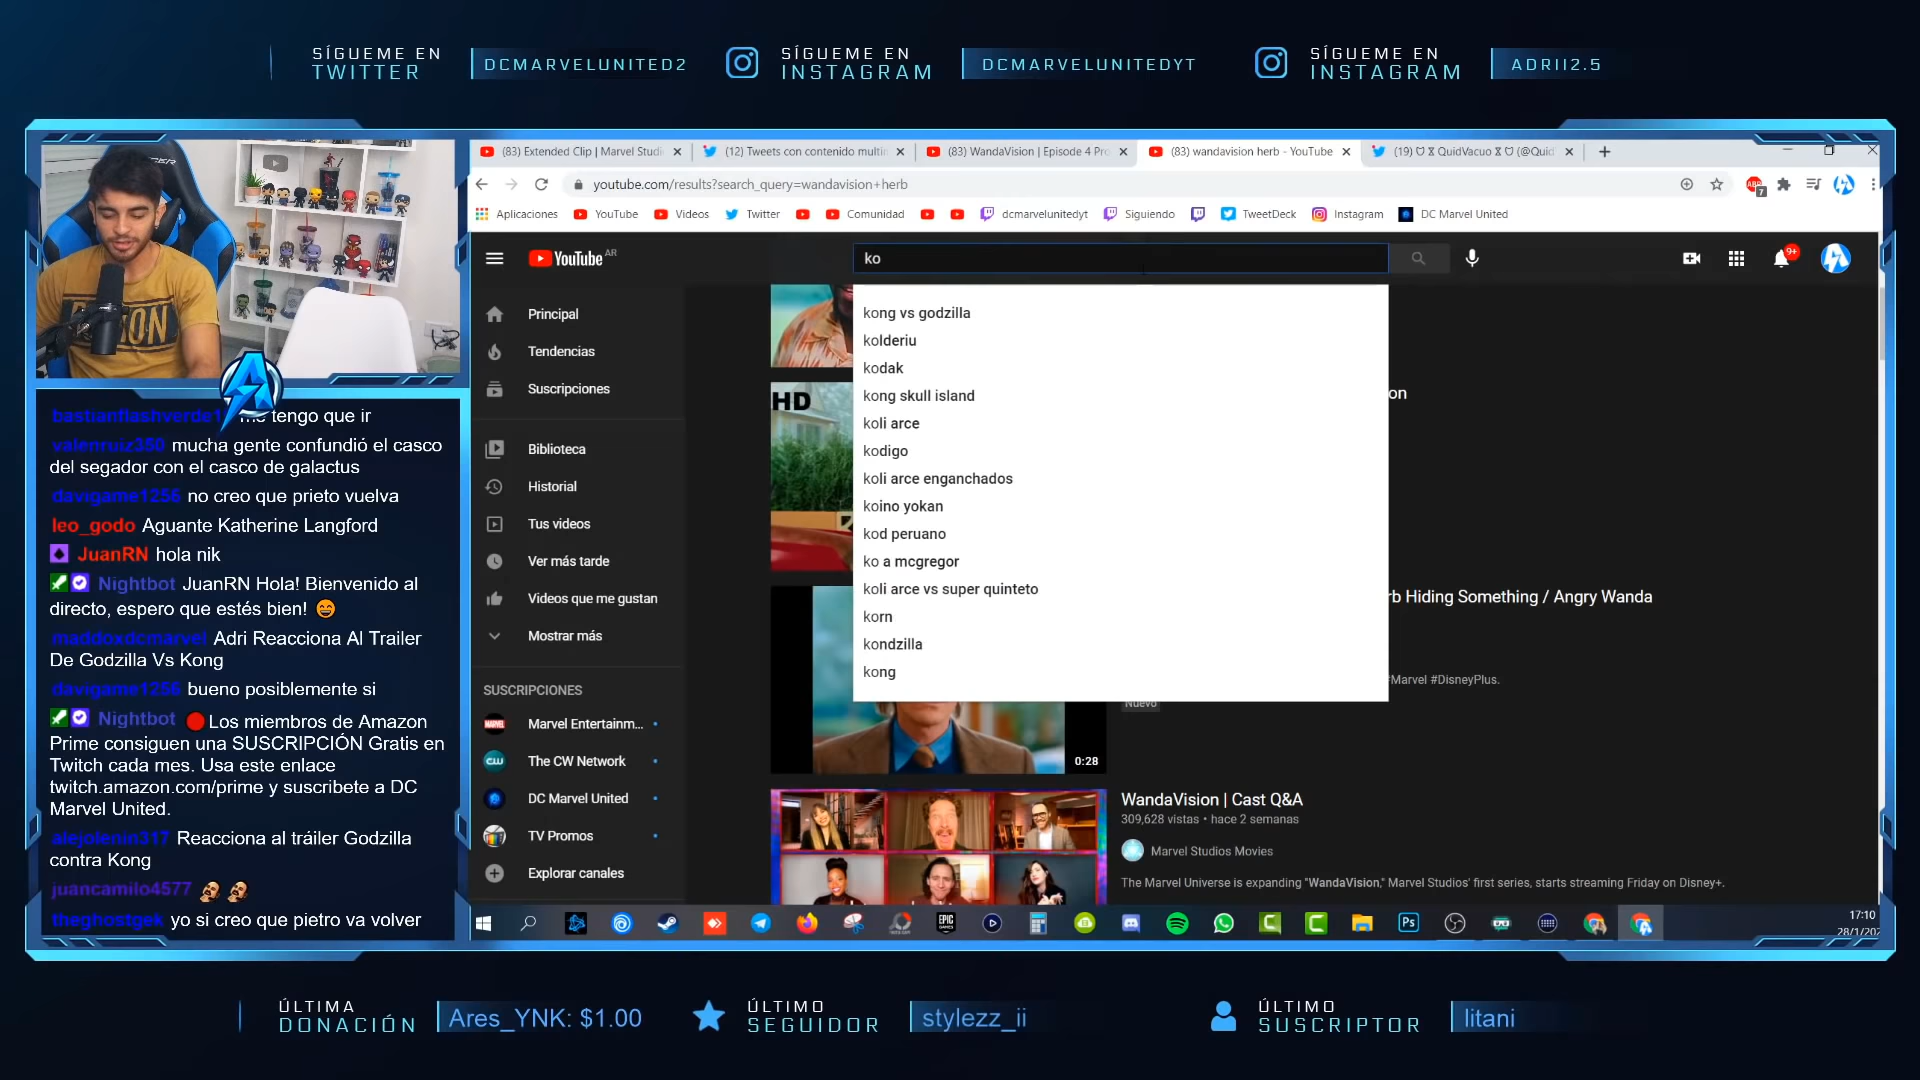 SÍGUEME EN
TWITTER
DCMARVELUNITED2
SÍGUEME EN
INSTAGRAM
DCMARVELUNITEDYT
SÍGUEME EN
INSTAGRAM
ADRII2.5
(83) Extended Clip | Marvel Studi
(12) Tweets con contenido multin
(83) WandaVision | Episode 4 Pro
(83) wandavision herb - YouTube
(Quid
youtube.com/results?search_query=wandavision+herb
7
Aplicaciones
YouTube
Videos
Twitter
Comunidad
dcmarvelunitedyt
Siguiendo
TweetDeck
Instagram
DC Marvel United
YouTube AR
ko
9+
Principal
Tendencias
Suscripciones
Biblioteca
Historial
Tus videos
Ver más tarde
Videos que me gustan
Mostrar más
SUSCRIPCIONES
Marvel Entertainm...
The CW Network
DC Marvel United
TV Promos
Explorar canales
kong vs godzilla
kolderiu
kodak
kong skull island
koli arce
kodigo
koli arce enganchados
koino yokan
kod peruano
ko a mcgregor
koli arce vs super quinteto
korn
kondzilla
kong
HD
on
rb Hiding Something / Angry Wanda
#Marvel #DisneyPlus.
Nuevo
0:28
WandaVision | Cast Q&A
309,628 vistas • hace 2 semanas
Marvel Studios Movies
The Marvel Universe is expanding "WandaVision," Marvel Studios' first series, starts streaming Friday on Disney+.
17:10
28/1/202
bastianflashverde1 me tengo que ir
valenruiz350 mucha gente confundió el casco
del segador con el casco de galactus
davigame1256 no creo que prieto vuelva
leo_godo Aguante Katherine Langford
JuanRN hola nik
Nightbot JuanRN Hola! Bienvenido al
directo, espero que estés bien! 😄
maddoxdcmarvel Adri Reacciona Al Trailer
De Godzilla Vs Kong
davigame1256 bueno posiblemente si
Nightbot 🔴Los miembros de Amazon
Prime consiguen una SUSCRIPCIÓN Gratis en
Twitch cada mes. Usa este enlace
twitch.amazon.com/prime y suscribete a DC
Marvel United.
alejolenin317 Reacciona al tráiler Godzilla
contra Kong
juancamilo4577
theghostgek yo si creo que pietro va volver
ÚLTIMA
DONACIÓN
Ares_YNK: $1.00
ÚLTIMO
SEGUIDOR
stylezz_ii
ÚLTIMO
SUSCRIPTOR
litani